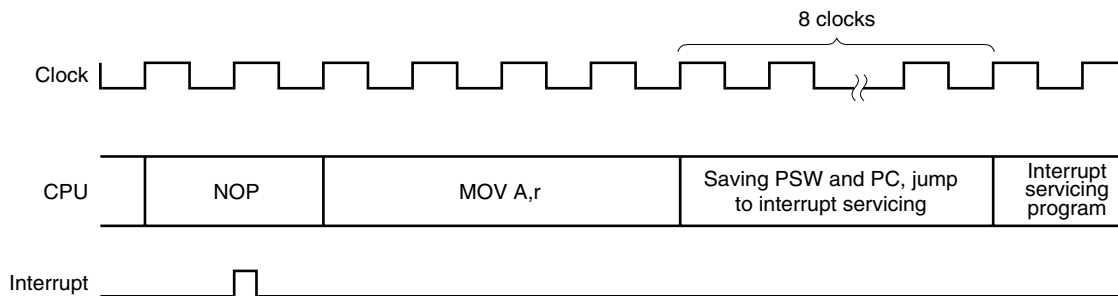 8 clocks
Clock
CPU
NOP
MOV A,r
Saving PSW and PC, jump
to interrupt servicing
Interrupt
servicing
program
Interrupt